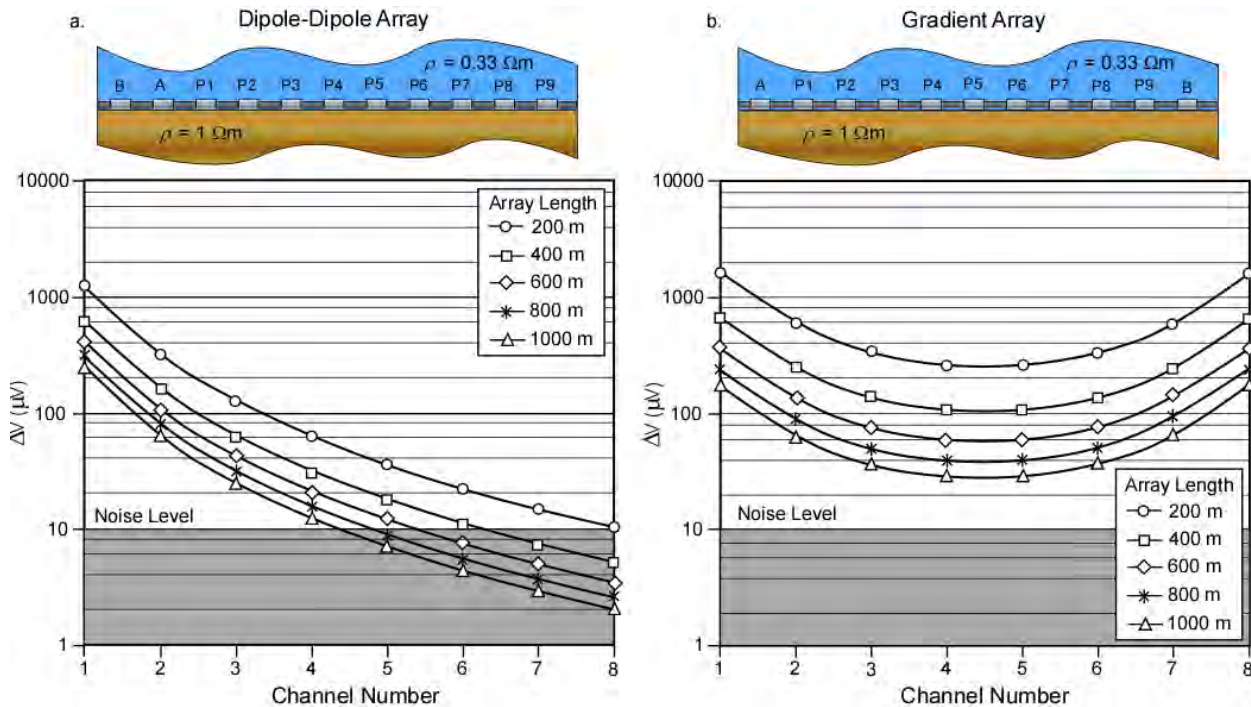 a.
Dipole-Dipole Array
ρ = 0.33 Ωm
B A P1 P2 P3 P4 P5 P6 P7 P8 P9
ρ = 1 Ωm
10000
1000
100
10
1
ΔV (μV)
Array Length
200 m
400 m
600 m
800 m
1000 m
Noise Level
1 2 3 4 5 6 7 8
Channel Number
b.
Gradient Array
ρ = 0.33 Ωm
A P1 P2 P3 P4 P5 P6 P7 P8 P9 B
ρ = 1 Ωm
10000
1000
100
10
1
ΔV (μV)
Noise Level
Array Length
200 m
400 m
600 m
800 m
1000 m
1 2 3 4 5 6 7 8
Channel Number